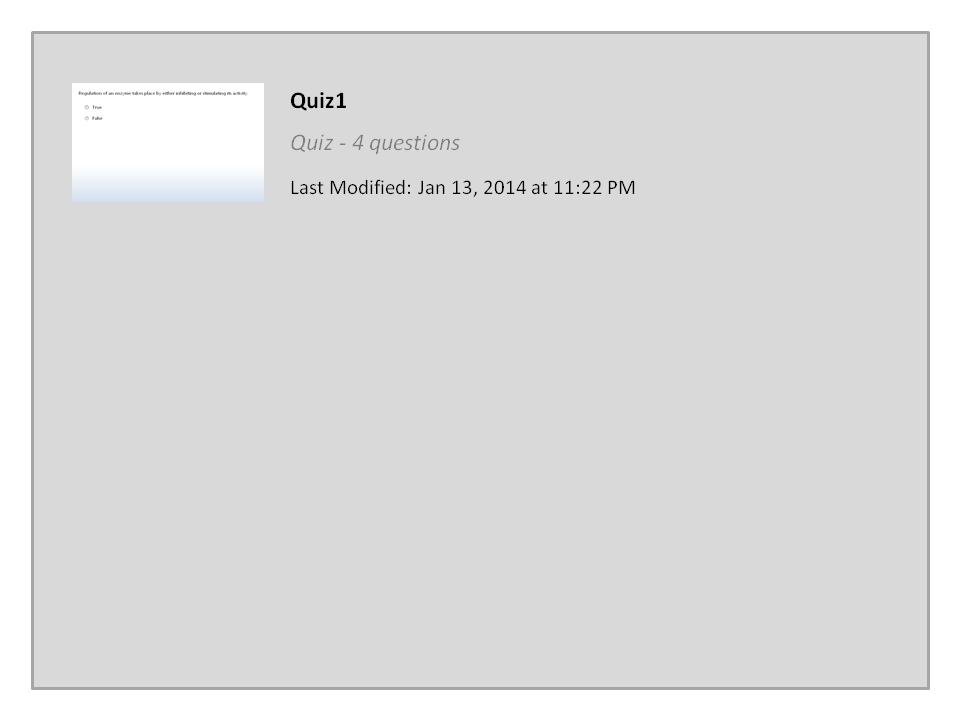 Regulation of an enzyme takes place by either inhibiting or stimulating its activity.
True
False
Quiz1
Quiz - 4 questions
Last Modified: Jan 13, 2014 at 11:22 PM